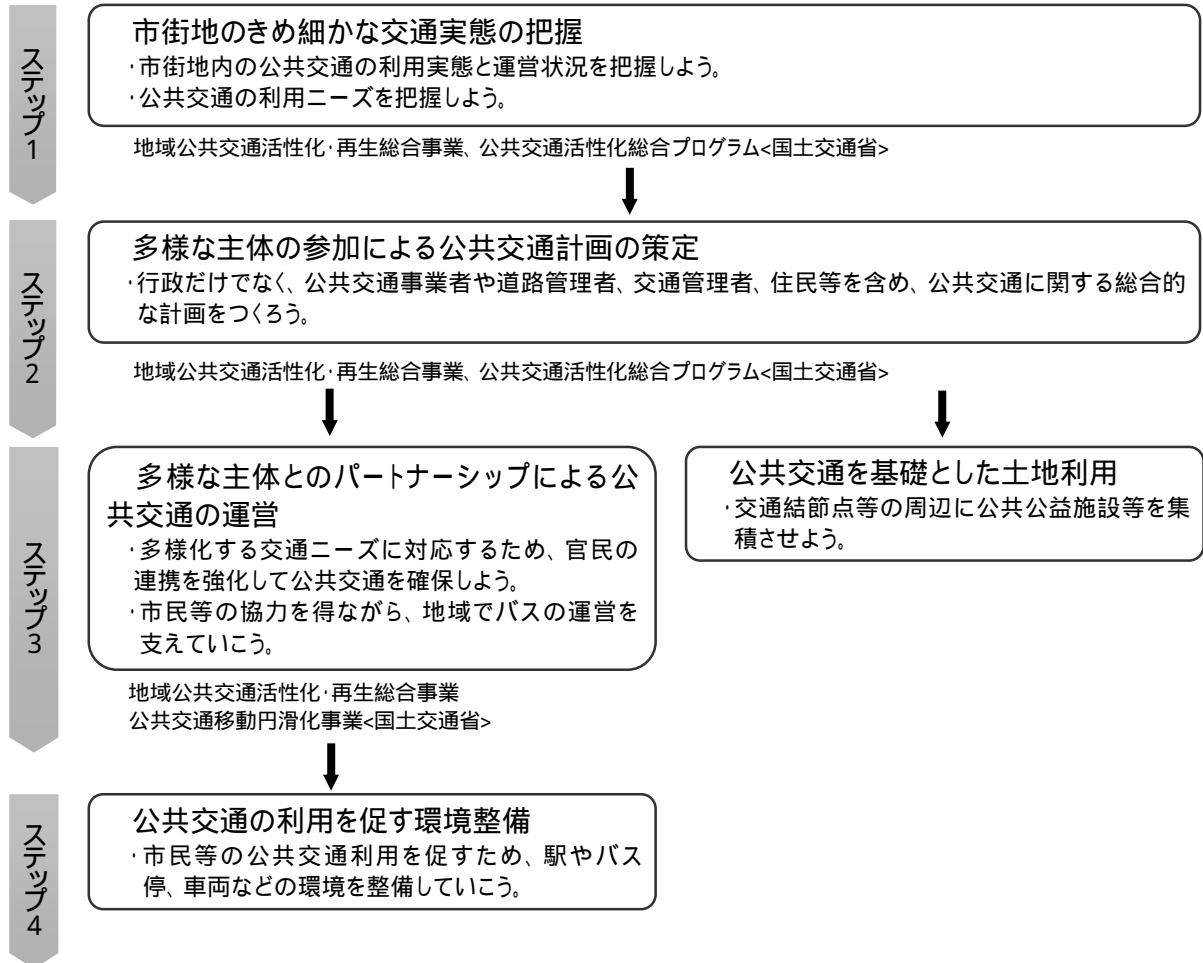 ステップ1
市街地のきめ細かな交通実態の把握
・市街地内の公共交通の利用実態と運営状況を把握しよう。
・公共交通の利用ニーズを把握しよう。
地域公共交通活性化・再生総合事業、公共交通活性化総合プログラム<国土交通省>
ステップ2
多様な主体の参加による公共交通計画の策定
・行政だけでなく、公共交通事業者や道路管理者、交通管理者、住民等を含め、公共交通に関する総合的
な計画をつくろう。
地域公共交通活性化・再生総合事業、公共交通活性化総合プログラム<国土交通省>
ステップ3
多様な主体とのパートナーシップによる公
共交通の運営
・多様化する交通ニーズに対応するため、官民の
連携を強化して公共交通を確保しよう。
・市民等の協力を得ながら、地域でバスの運営を
支えていこう。
地域公共交通活性化・再生総合事業
公共交通移動円滑化事業<国土交通省>
公共交通を基礎とした土地利用
・交通結節点等の周辺に公共公益施設等を集
積させよう。
ステップ4
公共交通の利用を促す環境整備
・市民等の公共交通利用を促すため、駅やバス
停、車両などの環境を整備していこう。